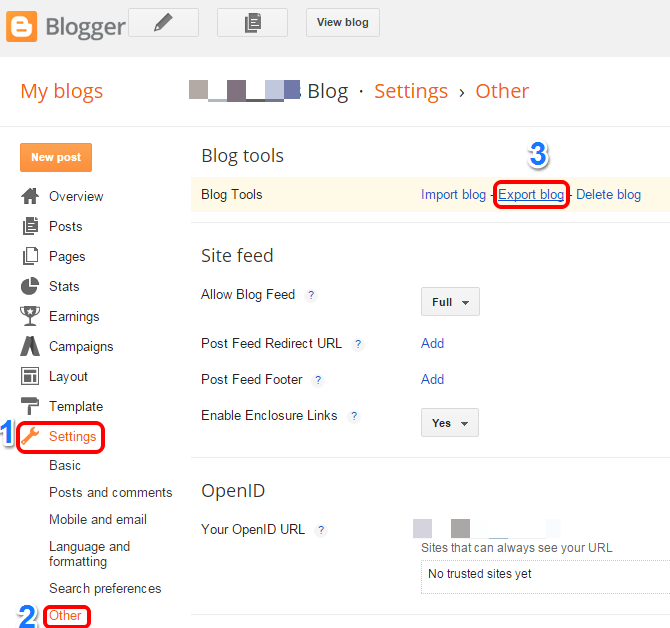 Blogger
View blog
My blogs
Blog · Settings › Other
New post
Overview
Posts
Pages
Stats
Earnings
Campaigns
Layout
Template
1
Settings
Basic
Posts and comments
Mobile and email
Language and
formatting
Search preferences
2 Other
Blog tools
3
Blog Tools Import blog - Export blog - Delete blog
Site feed
Allow Blog Feed ? Full
Post Feed Redirect URL ? Add
Post Feed Footer ? Add
Enable Enclosure Links ? Yes
OpenID
Your OpenID URL ?
Sites that can always see your URL
No trusted sites yet